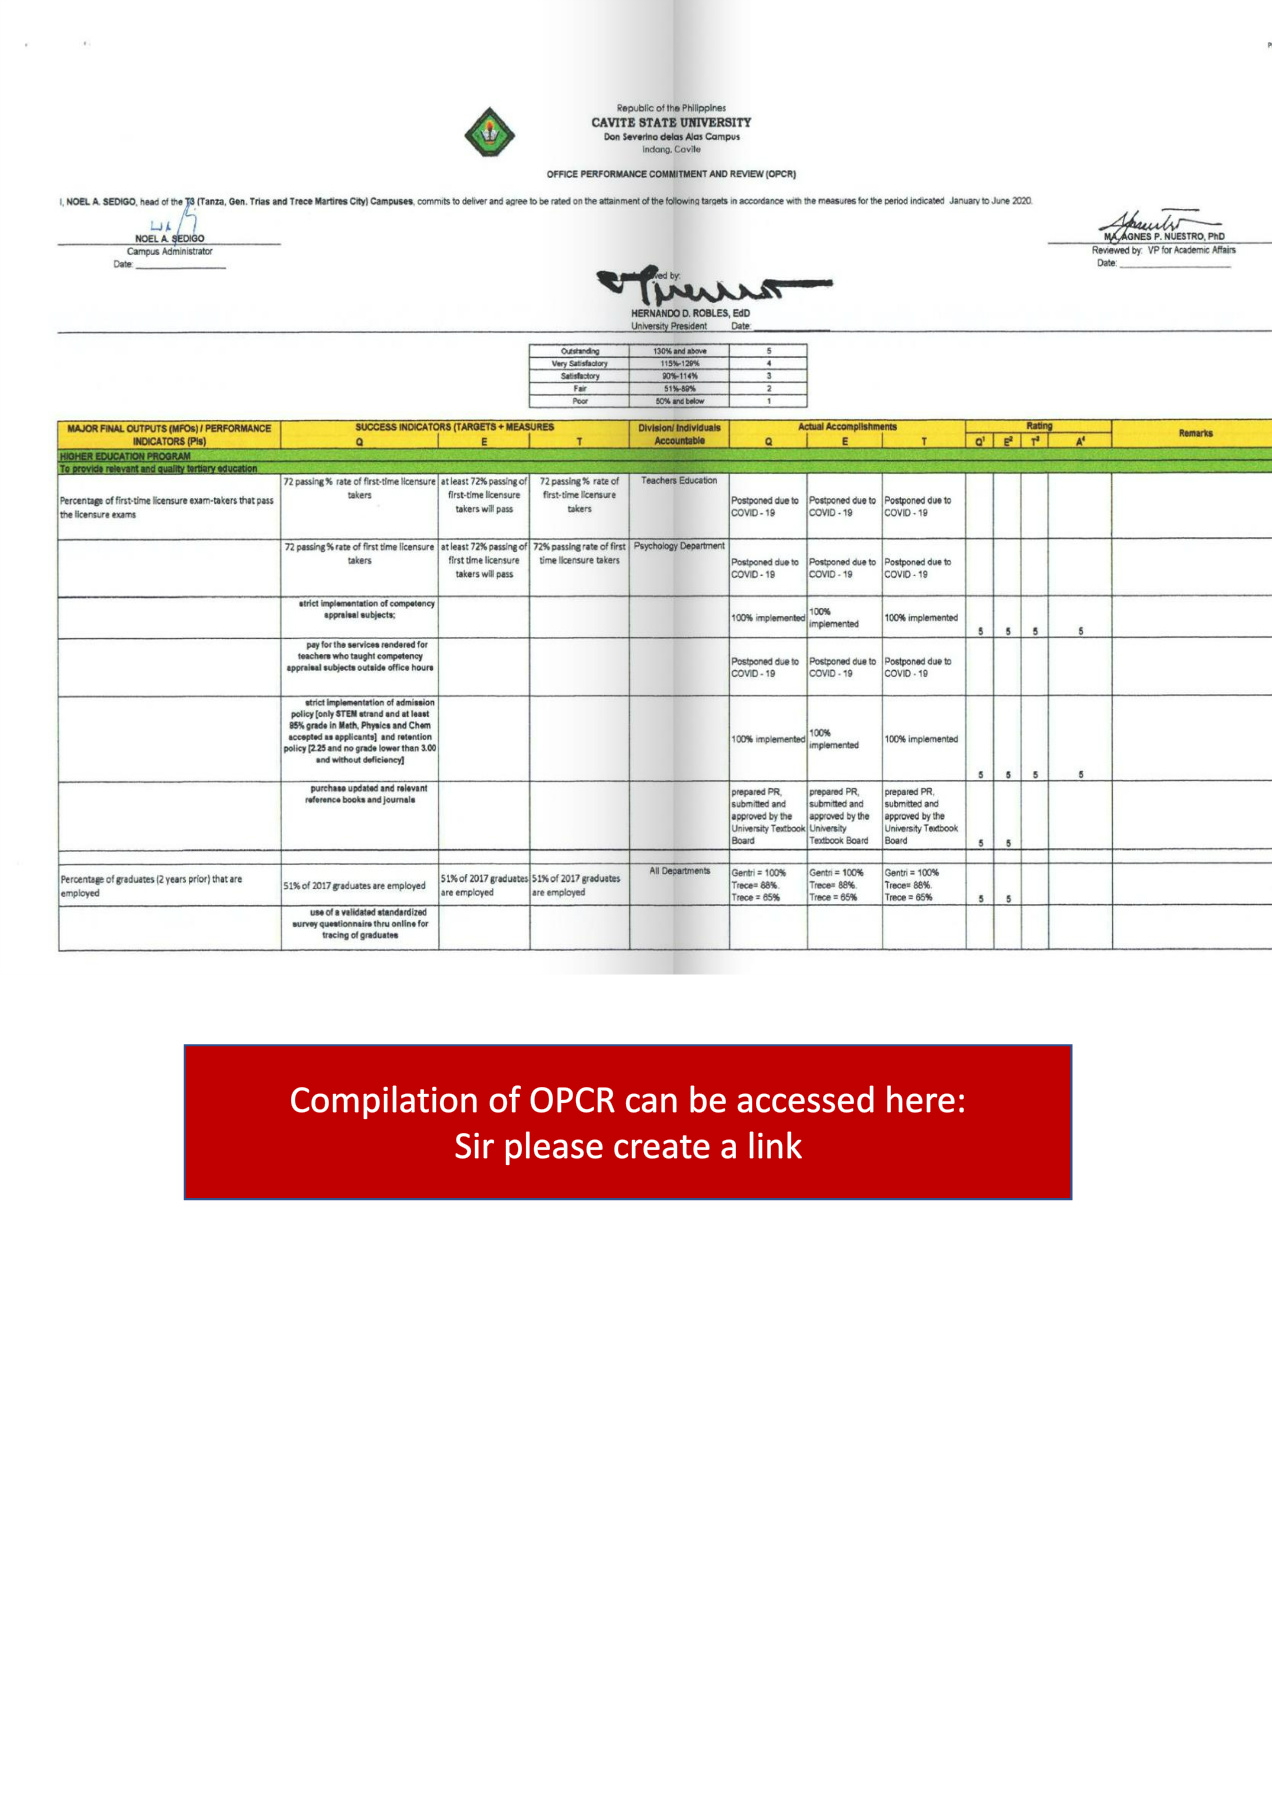 Republic of the Philippines
CAVITE STATE UNIVERSITY
Don Severino delas Alas Campus
Indang, Cavite
OFFICE PERFORMANCE COMMITMENT AND REVIEW (OPCR)
I, NOEL A. SEDIGO, head of the T3 (Tanza, Gen. Trias and Trece Martires City) Campuses, commits to deliver and agree to be rated on the attainment of the following targets in accordance with the measures for the period indicated January to June 2020.
NOEL A. SEDIGO
Campus Administrator
Date:
MA. AGNES P. NUESTRO, PhD
Reviewed by: VP for Academic Affairs
Date:
ved by:
HERNANDO D. ROBLES, EdD
University President Date:
Outstanding 130% and above 5
Very Satisfactory 115%-129% 4
Satisfactory 90%-114% 3
Fair 51%-89% 2
Poor 50% and below 1
MAJOR FINAL OUTPUTS (MFOs) / PERFORMANCE
INDICATORS (PIs)
SUCCESS INDICATORS (TARGETS + MEASURES
Q E T
Division/ Individuals
Accountable
Actual Accomplishments
Q E T
Rating
Q¹ E² T³ A⁴
Remarks
HIGHER EDUCATION PROGRAM
To provide relevant and quality tertiary education
Percentage of first-time licensure exam-takers that pass
the licensure exams
72 passing % rate of first-time licensure
takers
at least 72% passing of
first-time licensure
takers will pass
72 passing % rate of
first-time licensure
takers
Teachers Education
Postponed due to
COVID - 19
Postponed due to
COVID - 19
Postponed due to
COVID - 19
72 passing % rate of first time licensure
takers
at least 72% passing of
first time licensure
takers will pass
72% passing rate of first
time licensure takers
Psychology Department
Postponed due to
COVID - 19
Postponed due to
COVID - 19
Postponed due to
COVID - 19
strict implementation of competency
appraisal subjects;
100% implemented
100%
implemented
100% implemented
5 5 5 5
pay for the services rendered for
teachers who taught competency
appraisal subjects outside office hours
Postponed due to
COVID - 19
Postponed due to
COVID - 19
Postponed due to
COVID - 19
strict implementation of admission
policy [only STEM strand and at least
85% grade in Math, Physics and Chem
accepted as applicants] and retention
policy [2.25 and no grade lower than 3.00
and without deficiency]
100% implemented
100%
implemented
100% implemented
5 5 5 5
purchase updated and relevant
reference books and journals
prepared PR,
submitted and
approved by the
University Textbook
Board
prepared PR,
submitted and
approved by the
University
Textbook Board
prepared PR,
submitted and
approved by the
University Textbook
Board
5 5
Percentage of graduates (2 years prior) that are
employed
51% of 2017 graduates are employed
51% of 2017 graduates
are employed
51% of 2017 graduates
are employed
All Departments
Gentri = 100%
Trece= 88%.
Trece = 65%
Gentri = 100%
Trece= 88%.
Trece = 65%
Gentri = 100%
Trece= 88%.
Trece = 65%
5 5
use of a validated standardized
survey questionnaire thru online for
tracing of graduates
Compilation of OPCR can be accessed here:
Sir please create a link